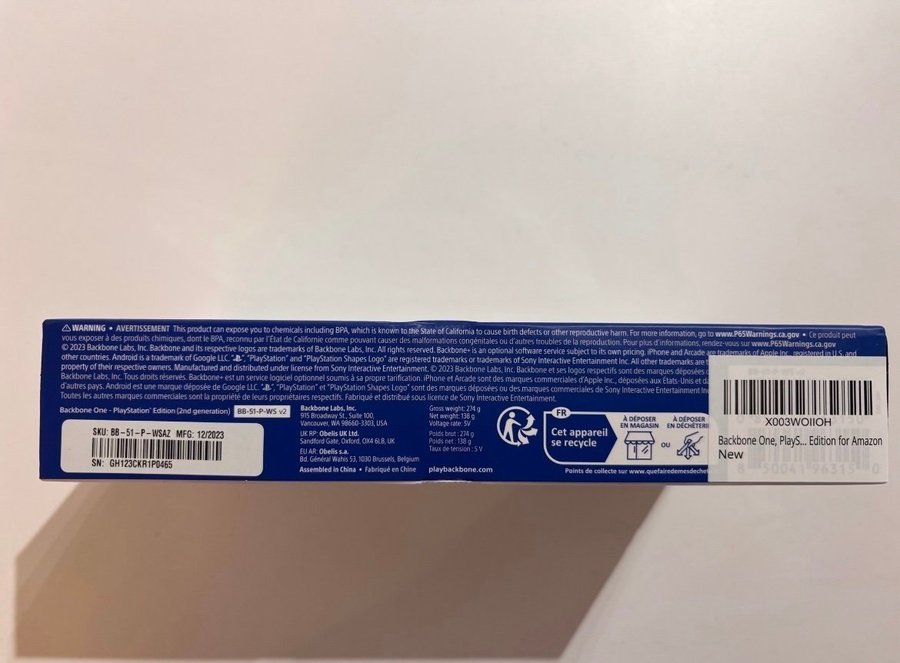 WARNING • AVERTISSEMENT This product can expose you to chemicals including BPA, which is known to the State of California to cause birth defects or other reproductive harm. For more information, go to www.P65Warnings.ca.gov • Ce produit peut
vous exposer à des produits chimiques, dont le BPA, reconnu par l'État de Californie comme pouvant causer des malformations congénitales ou d'autres troubles de la reproduction. Pour plus d'informations, rendez-vous sur www.P65Warnings.ca.gov
© 2023 Backbone Labs, Inc. Backbone and its respective logos are trademarks of Backbone Labs, Inc. All rights reserved. Backbone+ is an optional software service subject to its own pricing. iPhone and Arcade are trademarks of Apple Inc., registered in U.S. and
other countries. Android is a trademark of Google LLC. " ", "PlayStation" and "PlayStation Shapes Logo" are registered trademarks or trademarks of Sony Interactive Entertainment Inc. All other trademarks are
property of their respective owners. Manufactured and distributed under license from Sony Interactive Entertainment. © 2023 Backbone Labs, Inc. Backbone et ses logos respectifs sont des marques déposées
Backbone Labs, Inc. Tous droits réservés. Backbone+ est un service logiciel optionnel soumis à sa propre tarification. iPhone et Arcade sont des marques commerciales d'Apple Inc., déposées aux États-Unis et
d'autres pays. Android est une marque déposée de Google LLC. " ", "PlayStation" et "PlayStation Shapes Logo" sont des marques déposées ou des marques commerciales de Sony Interactive Entertainment Inc.
Toutes les autres marques commerciales sont la propriété de leurs propriétaires respectifs. Fabriqué et distribué sous licence de Sony Interactive Entertainment.
Backbone One - PlayStation® Edition (2nd generation) BB-51-P-WS v2
SKU: BB-51-P-WSAZ MFG: 12/2023
SN: GH123CKR1P0465
Backbone Labs, Inc.
915 Broadway St., Suite 100,
Vancouver, WA 98660-3303, USA
UK RP: Obelis UK Ltd.
Sandford Gate, Oxford, OX4 6LB, UK
EU AR: Obelis s.a.
Bd. Général Wahis 53, 1030 Brussels, Belgium
Assembled in China • Fabriqué en Chine
Gross weight: 274 g
Net weight: 138 g
Voltage rate: 5V
Poids brut : 274 g
Poids net : 138 g
Taux de tension : 5 V
playbackbone.com
FR
Cet appareil
se recycle
À DÉPOSER
EN MAGASIN
OU
À DÉPOSER
EN DÉCHÈTERIE
Points de collecte sur www.quefairedemesdechets
X003WOIIOH
Backbone One, PlayS... Edition for Amazon
New
8 50041 96315 0